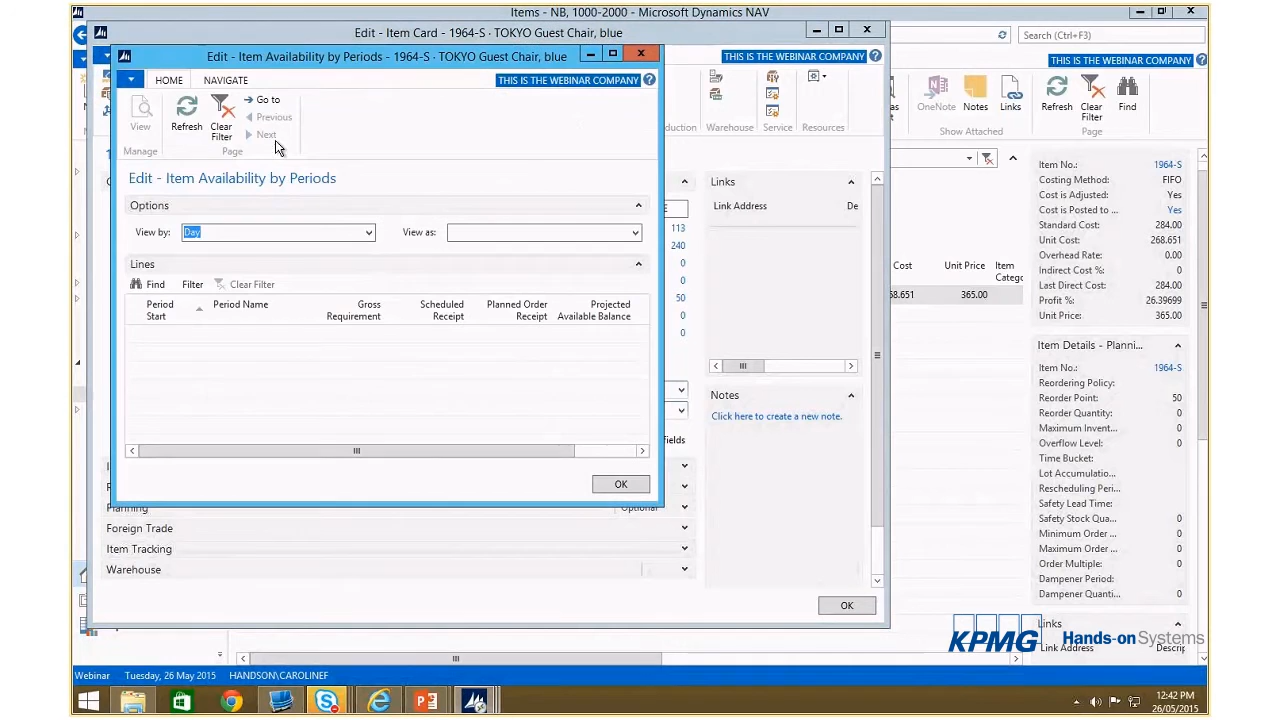 Items - NB, 1000-2000 - Microsoft Dynamics NAV
Edit - Item Card - 1964-S · TOKYO Guest Chair, blue
Search (Ctrl+F3)
Edit - Item Availability by Periods - 1964-S · TOKYO Guest Chair, blue
THIS IS THE WEBINAR COMPANY
THIS IS THE WEBINAR COMPANY
HOME NAVIGATE
THIS IS THE WEBINAR COMPANY
View
Refresh
Clear Filter
Go to
Previous
Next
Manage
Page
Warehouse
Service
Resources
OneNote
Notes
Links
Show Attached
Refresh
Clear Filter
Find
Page
Edit - Item Availability by Periods
Options
View by: Day
View as:
Lines
Find Filter Clear Filter
Period Start
Period Name
Gross Requirement
Scheduled Receipt
Planned Order Receipt
Projected Available Balance
OK
113
240
0
0
0
50
0
0
Planning
Optional
Foreign Trade
Item Tracking
Warehouse
Links
Link Address
De
Notes
Click here to create a new note.
OK
Cost
Unit Price
Item Catego
365.00
Item No.: 1964-S
Costing Method: FIFO
Cost is Adjusted: Yes
Cost is Posted to ... Yes
Standard Cost: 284.00
Unit Cost: 268.651
Overhead Rate: 0.00
Indirect Cost %: 0
Last Direct Cost: 284.00
Profit %: 26.39699
Unit Price: 365.00
Item Details - Planni...
Item No.: 1964-S
Reordering Policy:
Reorder Point: 50
Reorder Quantity: 0
Maximum Invent... 0
Overflow Level: 0
Time Bucket:
Lot Accumulatio...
Rescheduling Peri...
Safety Lead Time:
Safety Stock Qua... 0
Minimum Order ... 0
Maximum Order ... 0
Order Multiple: 0
Dampener Period:
Dampener Quanti... 0
Links
Link Address
KPMG Hands-on Systems
Webinar Tuesday, 26 May 2015 HANDSON\CAROLINEF
12:42 PM
26/05/2015